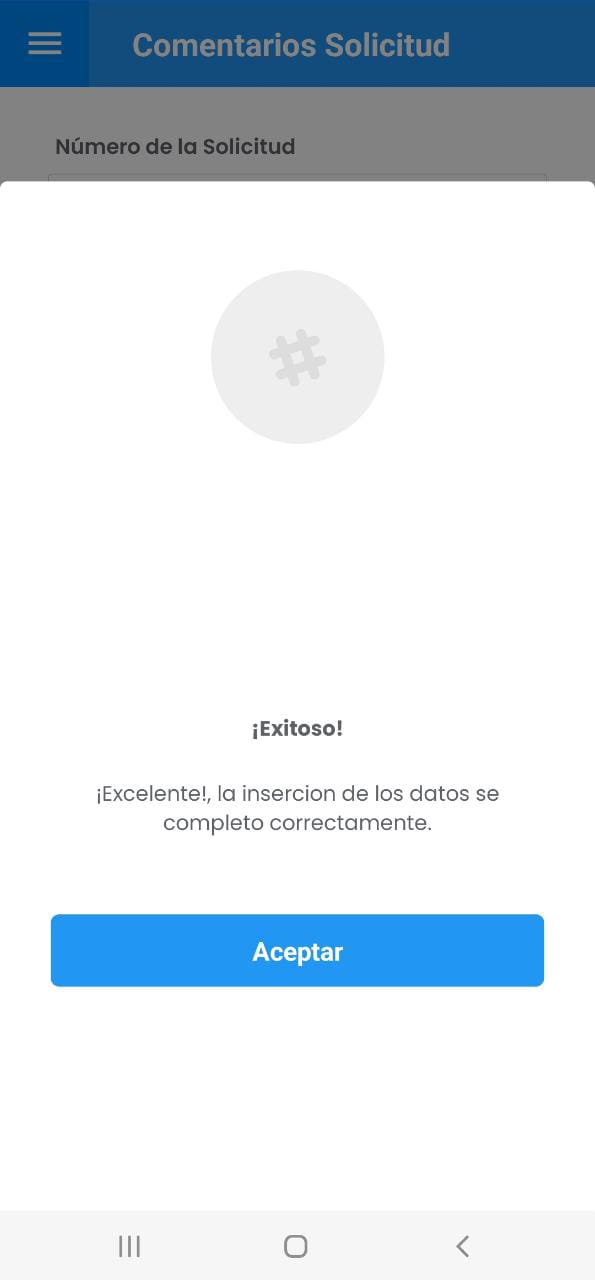 Comentarios Solicitud
Número de la Solicitud
#
¡Exitoso!
¡Excelente!, la insercion de los datos se
completo correctamente.
Aceptar